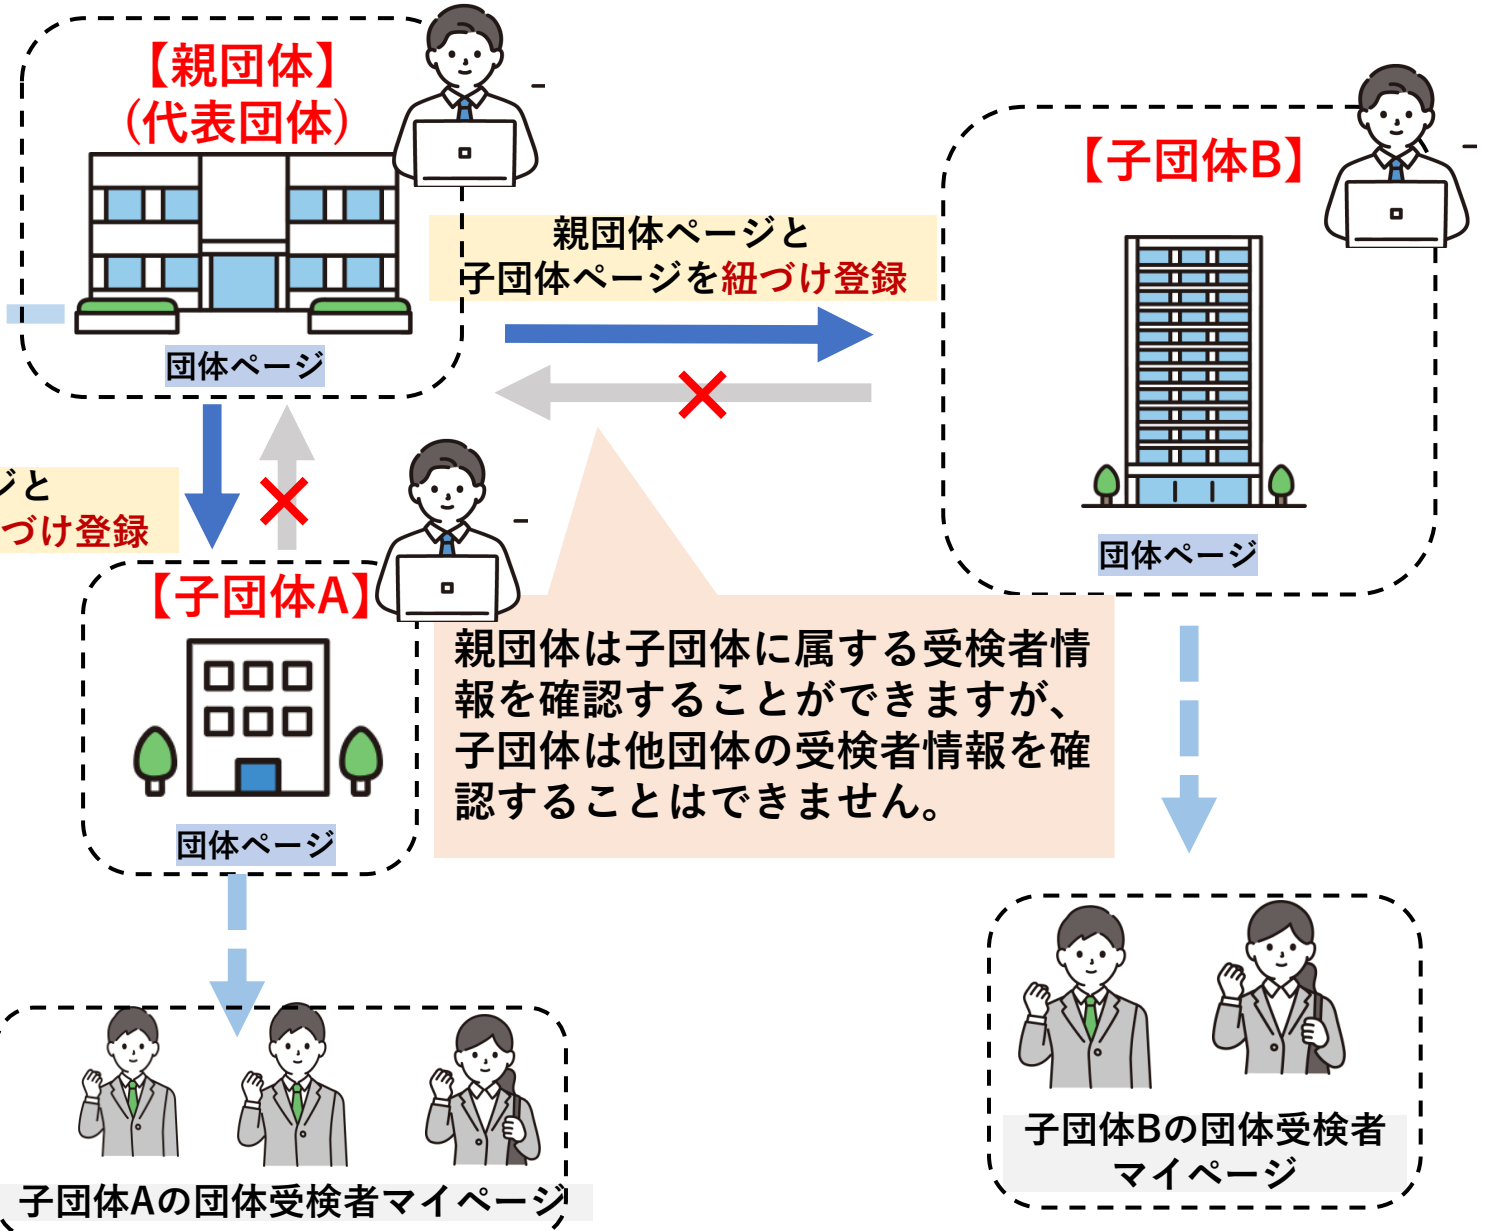 【親団体】
(代表団体)
団体ページ
親団体ページと
子団体ページを紐づけ登録
【子団体B】
団体ページ
ジと
づけ登録
【子団体A】
団体ページ
親団体は子団体に属する受検者情
報を確認することができますが、
子団体は他団体の受検者情報を確
認することはできません。
子団体Aの団体受検者マイページ
子団体Bの団体受検者
マイページ